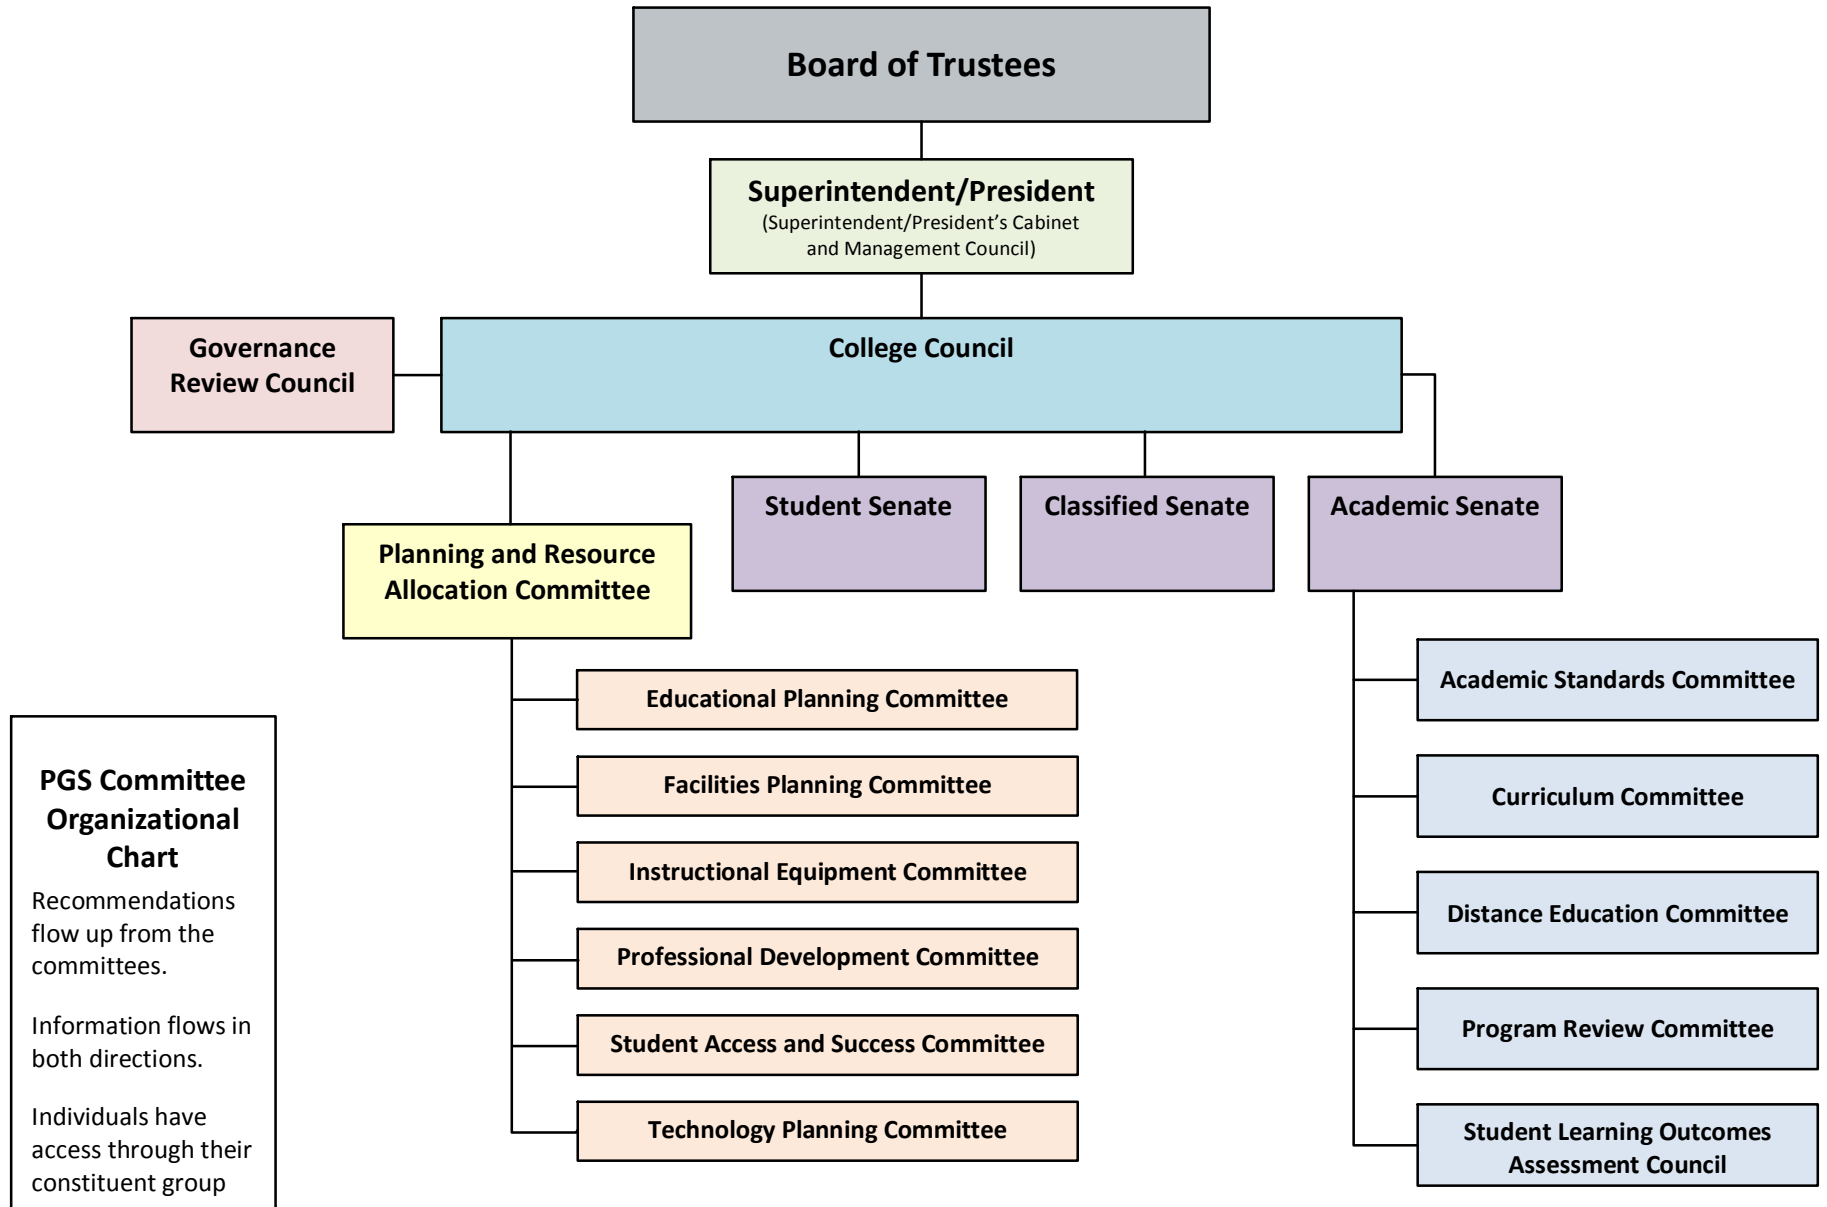 Board of Trustees
Superintendent/President
(Superintendent/President’s Cabinet
and Management Council)
Governance
Review Council
College Council
Student Senate
Classified Senate
Academic Senate
Planning and Resource
Allocation Committee
Educational Planning Committee
Facilities Planning Committee
Instructional Equipment Committee
Professional Development Committee
Student Access and Success Committee
Technology Planning Committee
Academic Standards Committee
Curriculum Committee
Distance Education Committee
Program Review Committee
Student Learning Outcomes
Assessment Council
PGS Committee
Organizational
Chart
Recommendations
flow up from the
committees.
Information flows in
both directions.
Individuals have
access through their
constituent group